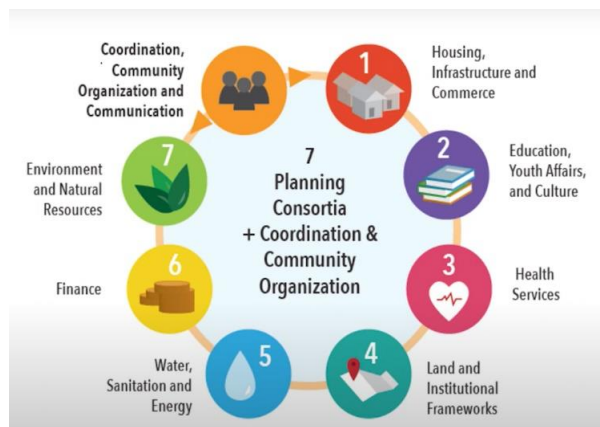 Coordination,
Community
Organization and
Communication
1
Housing,
Infrastructure and
Commerce
2
Education,
Youth Affairs,
and Culture
3
Health
Services
4
Land and
Institutional
Frameworks
5
Water,
Sanitation and
Energy
6
Finance
7
Environment
and Natural
Resources
7
Planning
Consortia
+ Coordination &
Community
Organization